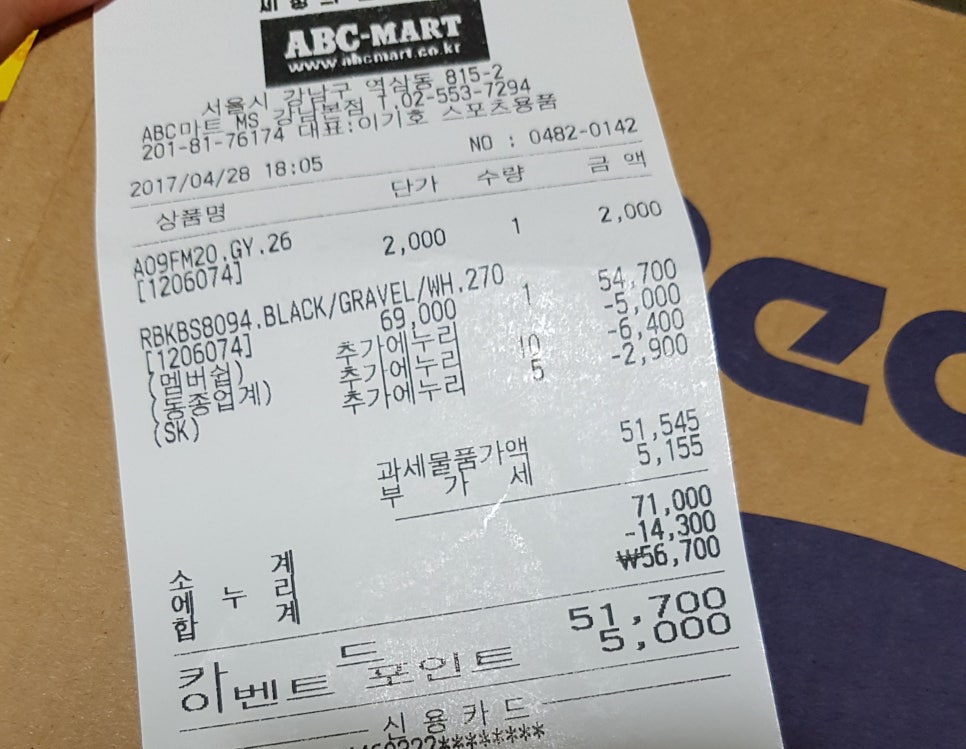 ABC-MART
www.abcmart.co.kr
서울시 강남구 역삼동 815-2
ABC마트 MS 강남본점 T.02-553-7294
201-81-76174 대표:이기호 스포츠용품
NO : 0482-0142
2017/04/28 18:05
상품명 단가 수량 금 액
A09FM20.GY.26 2,000 1 2,000
[1206074]
RBKBS8094.BLACK/GRAVEL/WH.270
[1206074] 69,000 1 54,700
(멤버쉽) 추가에누리 -5,000
(동종업계) 추가에누리 10 -6,400
(SK) 추가에누리 5 -2,900
과세물품가액 51,545
부 가 세 5,155
소 계 71,000
에 누 리 -14,300
합 계 ₩56,700
카 드 51,700
이벤트 포인트 5,000
신 용 카 드